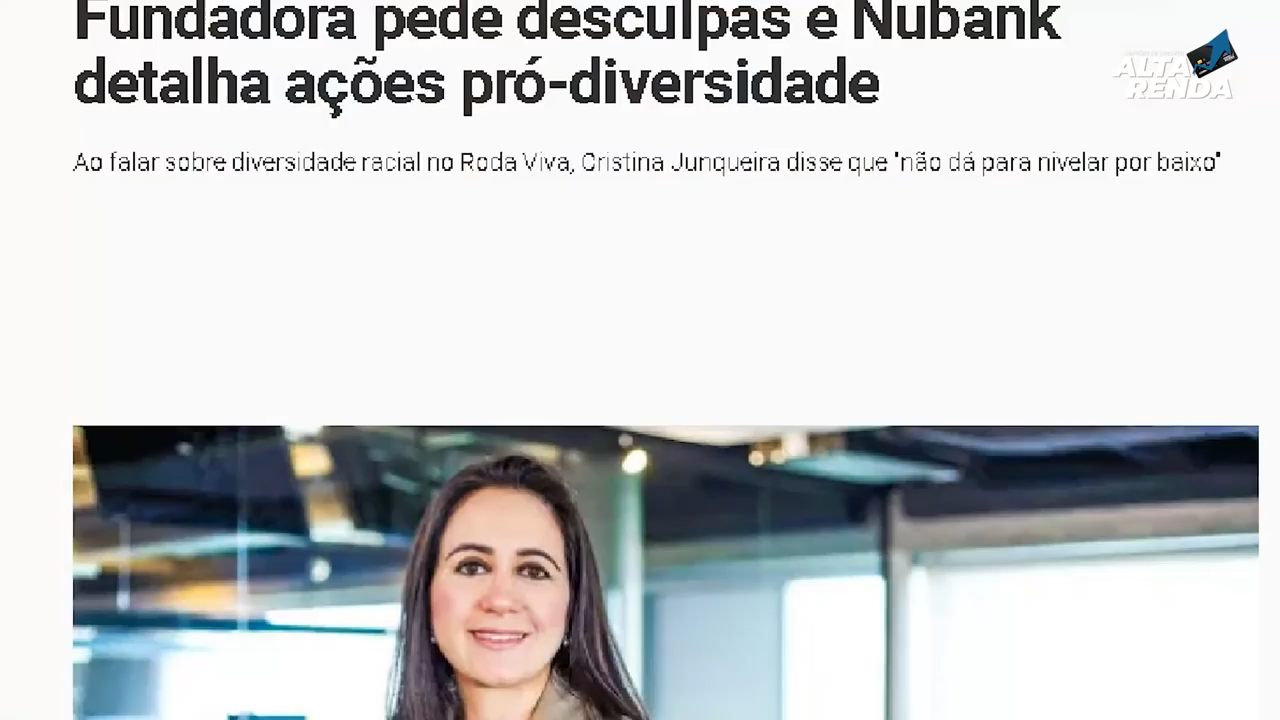 Fundadora pede desculpas e Nubank
detalha ações pró-diversidade
ALTA
RENDA
Ao falar sobre diversidade racial no Roda Viva, Cristina Junqueira disse que "não dá para nivelar por baixo"